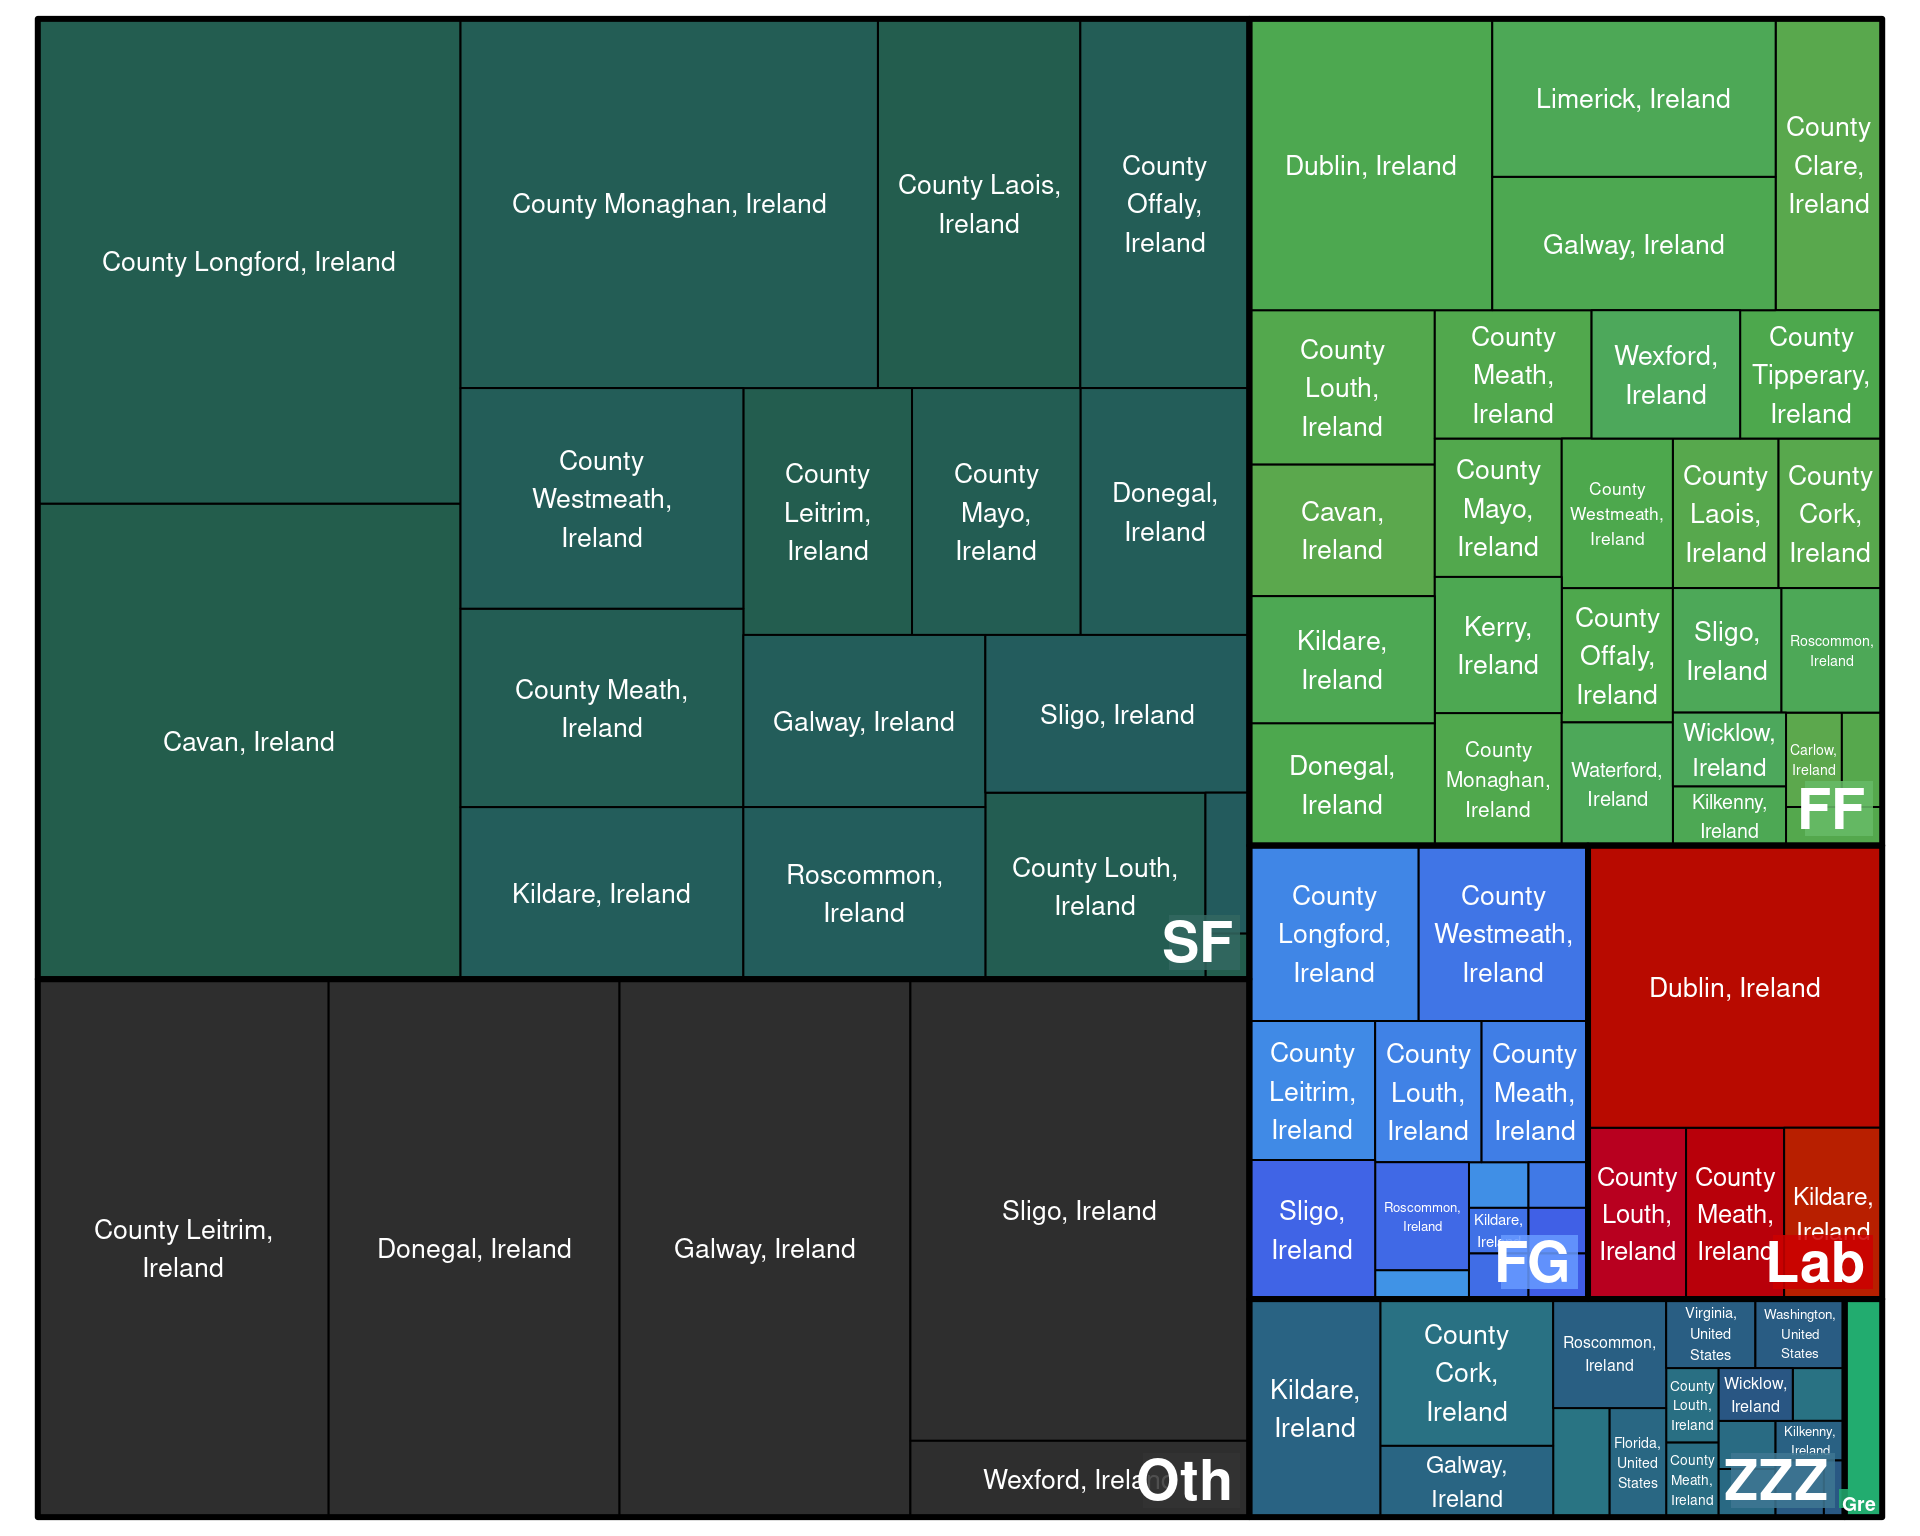 County Longford, Ireland
County Monaghan, Ireland
County Laois,
Ireland
County
Offaly,
Ireland
Cavan, Ireland
County
Westmeath,
Ireland
County
Leitrim,
Ireland
County
Mayo,
Ireland
Donegal,
Ireland
County Meath,
Ireland
Galway, Ireland
Sligo, Ireland
Kildare, Ireland
Roscommon,
Ireland
County Louth,
Ireland
SF
County Leitrim,
Ireland
Donegal, Ireland
Galway, Ireland
Sligo, Ireland
Wexford, Ireland
Oth
Dublin, Ireland
Limerick, Ireland
Galway, Ireland
County
Clare,
Ireland
County
Louth,
Ireland
County
Meath,
Ireland
Wexford,
Ireland
County
Tipperary,
Ireland
Cavan,
Ireland
County
Mayo,
Ireland
County
Westmeath,
Ireland
County
Laois,
Ireland
County
Cork,
Ireland
Kildare,
Ireland
Kerry,
Ireland
County
Offaly,
Ireland
Sligo,
Ireland
Roscommon,
Ireland
Donegal,
Ireland
County
Monaghan,
Ireland
Waterford,
Ireland
Wicklow,
Ireland
Kilkenny,
Ireland
Carlow,
Ireland
FF
County
Longford,
Ireland
County
Westmeath,
Ireland
County
Leitrim,
Ireland
County
Louth,
Ireland
County
Meath,
Ireland
Sligo,
Ireland
Roscommon,
Ireland
Kildare,
Ireland
FG
Dublin, Ireland
County
Louth,
Ireland
County
Meath,
Ireland
Kildare,
Ireland
Lab
Kildare,
Ireland
County
Cork,
Ireland
Galway,
Ireland
Roscommon,
Ireland
Florida,
United
States
Virginia,
United
States
Washington,
United
States
County
Louth,
Ireland
Wicklow,
Ireland
County
Meath,
Ireland
Kilkenny,
Ireland
ZZZ
Gre